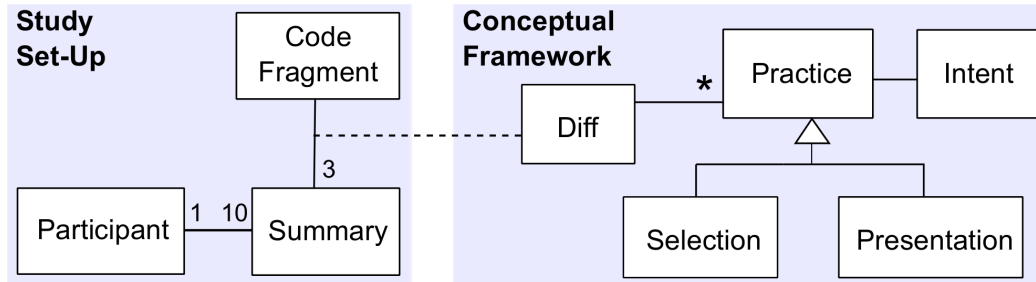 Study
Set-Up
Code
Fragment
3
Participant
1
10
Summary
Conceptual
Framework
Diff
*
Practice
Intent
Selection
Presentation